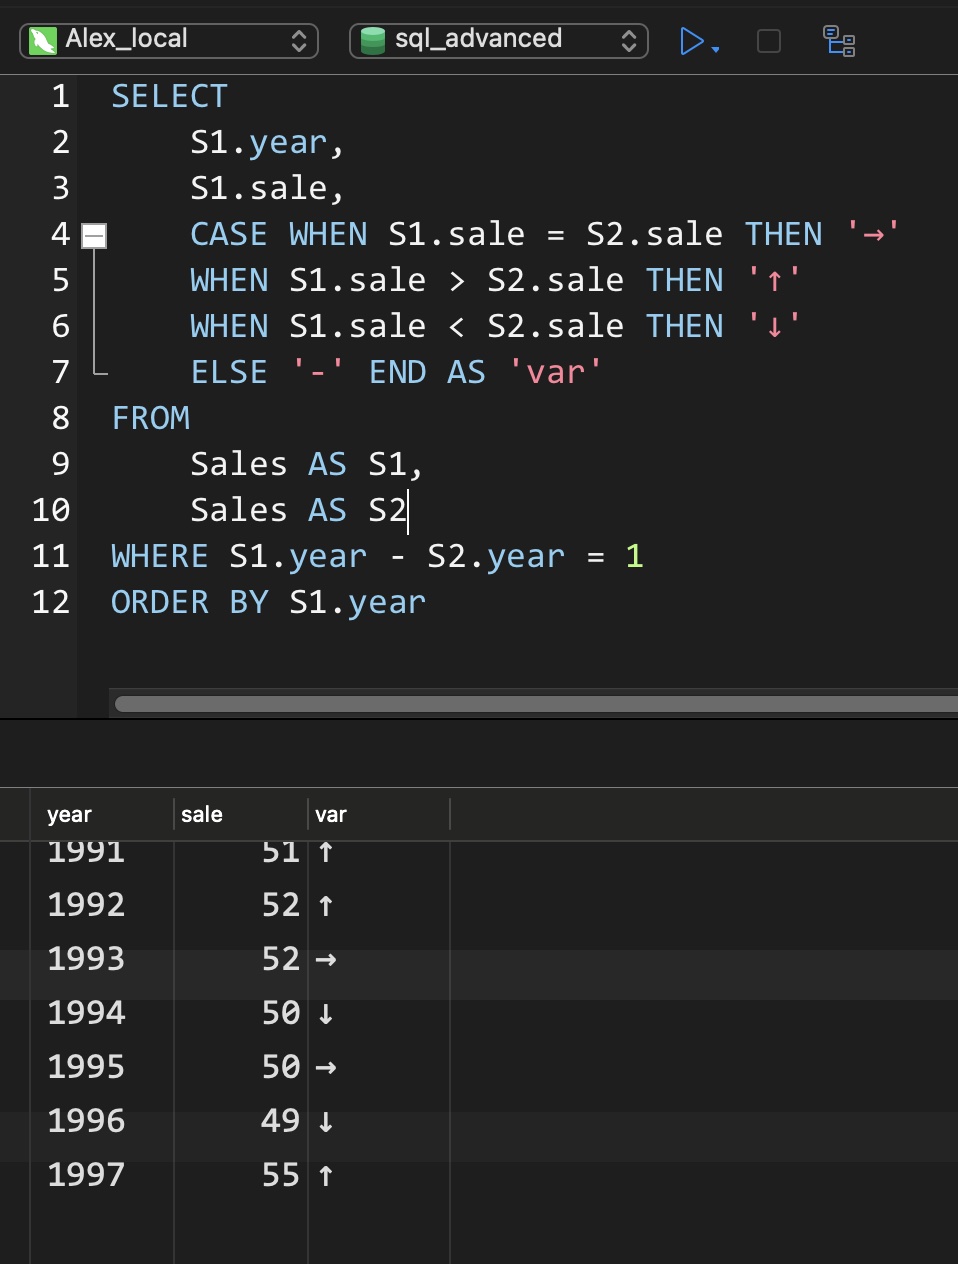 Alex_local sql_advanced
1 SELECT
2 S1.year,
3 S1.sale,
4 CASE WHEN S1.sale = S2.sale THEN '→'
5 WHEN S1.sale > S2.sale THEN '↑'
6 WHEN S1.sale < S2.sale THEN '↓'
7 ELSE '-' END AS 'var'
8 FROM
9 Sales AS S1,
10 Sales AS S2
11 WHERE S1.year - S2.year = 1
12 ORDER BY S1.year
year sale var
1991 51 ↑
1992 52 ↑
1993 52 →
1994 50 ↓
1995 50 →
1996 49 ↓
1997 55 ↑